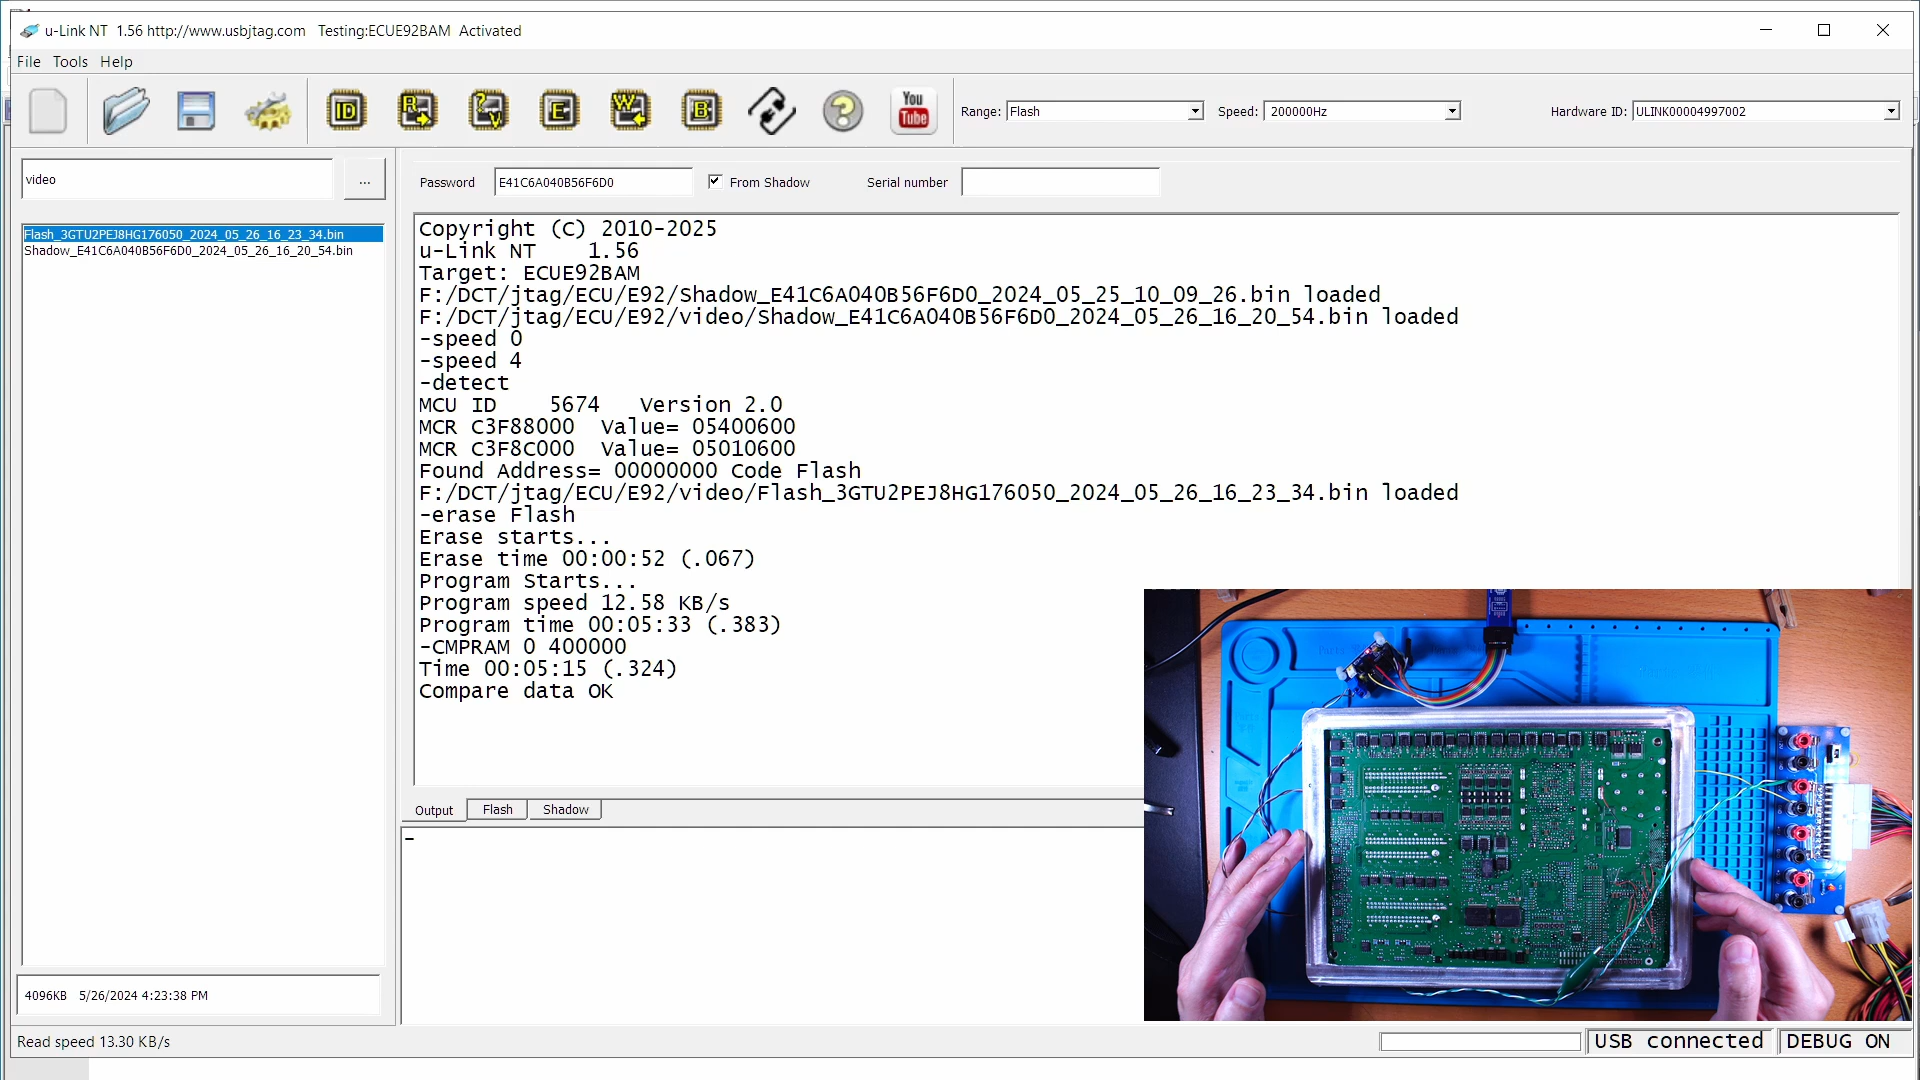 u-Link NT 1.56 http://www.usbjtag.com Testing:ECUE92BAM Activated
File Tools Help
ID R ? V E W B
You
Tube
Range: Flash Speed: 200000Hz Hardware ID: ULINK00004997002
video ...
Password E41C6A040B56F6D0 From Shadow Serial number
Flash_3GTU2PEJ8HG176050_2024_05_26_16_23_34.bin
Shadow_E41C6A040B56F6D0_2024_05_26_16_20_54.bin
Copyright (C) 2010-2025
u-Link NT 1.56
Target: ECUE92BAM
F:/DCT/jtag/ECU/E92/Shadow_E41C6A040B56F6D0_2024_05_25_10_09_26.bin loaded
F:/DCT/jtag/ECU/E92/video/Shadow_E41C6A040B56F6D0_2024_05_26_16_20_54.bin loaded
-speed 0
-speed 4
-detect
MCU ID 5674 Version 2.0
MCR C3F88000 Value= 05400600
MCR C3F8C000 Value= 05010600
Found Address= 00000000 Code Flash
F:/DCT/jtag/ECU/E92/video/Flash_3GTU2PEJ8HG176050_2024_05_26_16_23_34.bin loaded
-erase Flash
Erase starts...
Erase time 00:00:52 (.067)
Program Starts...
Program speed 12.58 KB/s
Program time 00:05:33 (.383)
-CMPRAM 0 400000
Time 00:05:15 (.324)
Compare data OK
Output Flash Shadow
4096KB 5/26/2024 4:23:38 PM
Read speed 13.30 KB/s
USB connected DEBUG ON